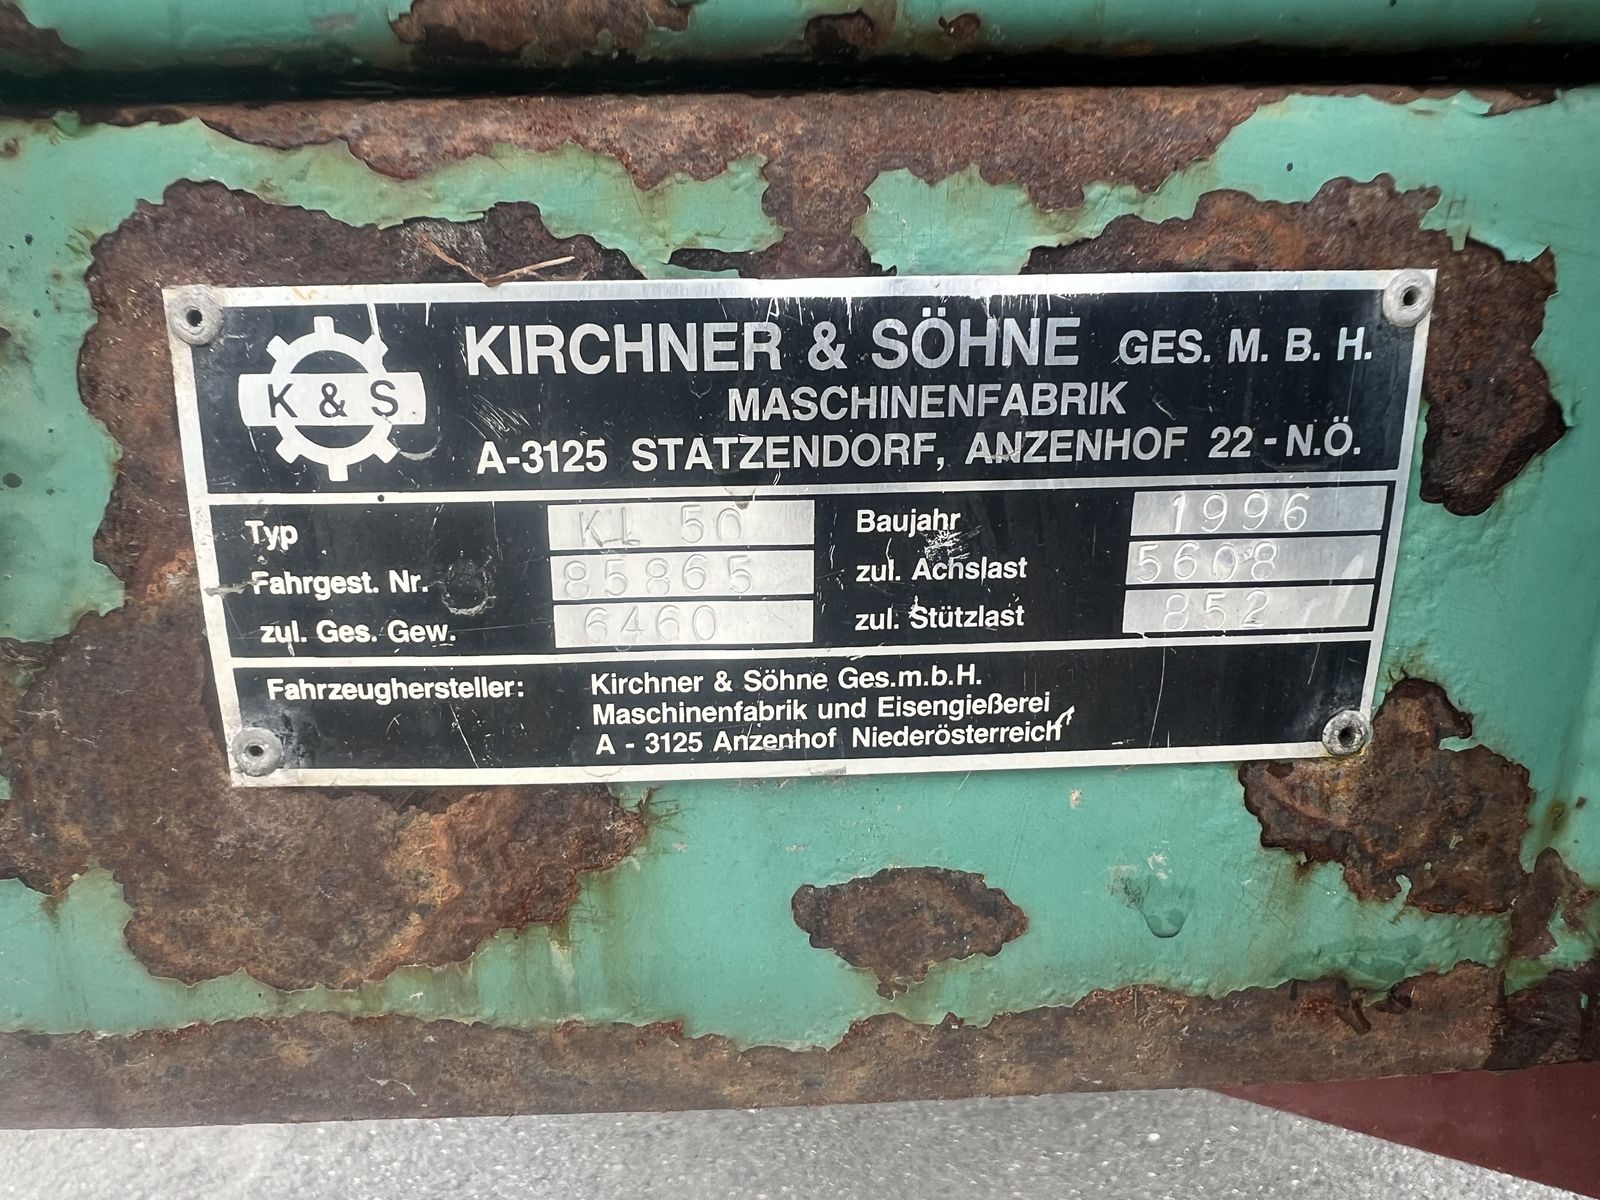 K & S
KIRCHNER & SÖHNE GES. M. B. H.
MASCHINENFABRIK
A-3125 STATZENDORF, ANZENHOF 22 - N.Ö.
Typ KL 50 Baujahr 1996
Fahrgest. Nr. 85865 zul. Achslast 5608
zul. Ges. Gew. 6460 zul. Stützlast 852
Fahrzeughersteller: Kirchner & Söhne Ges.m.b.H.
Maschinenfabrik und Eisengießerei
A - 3125 Anzenhof Niederösterreich